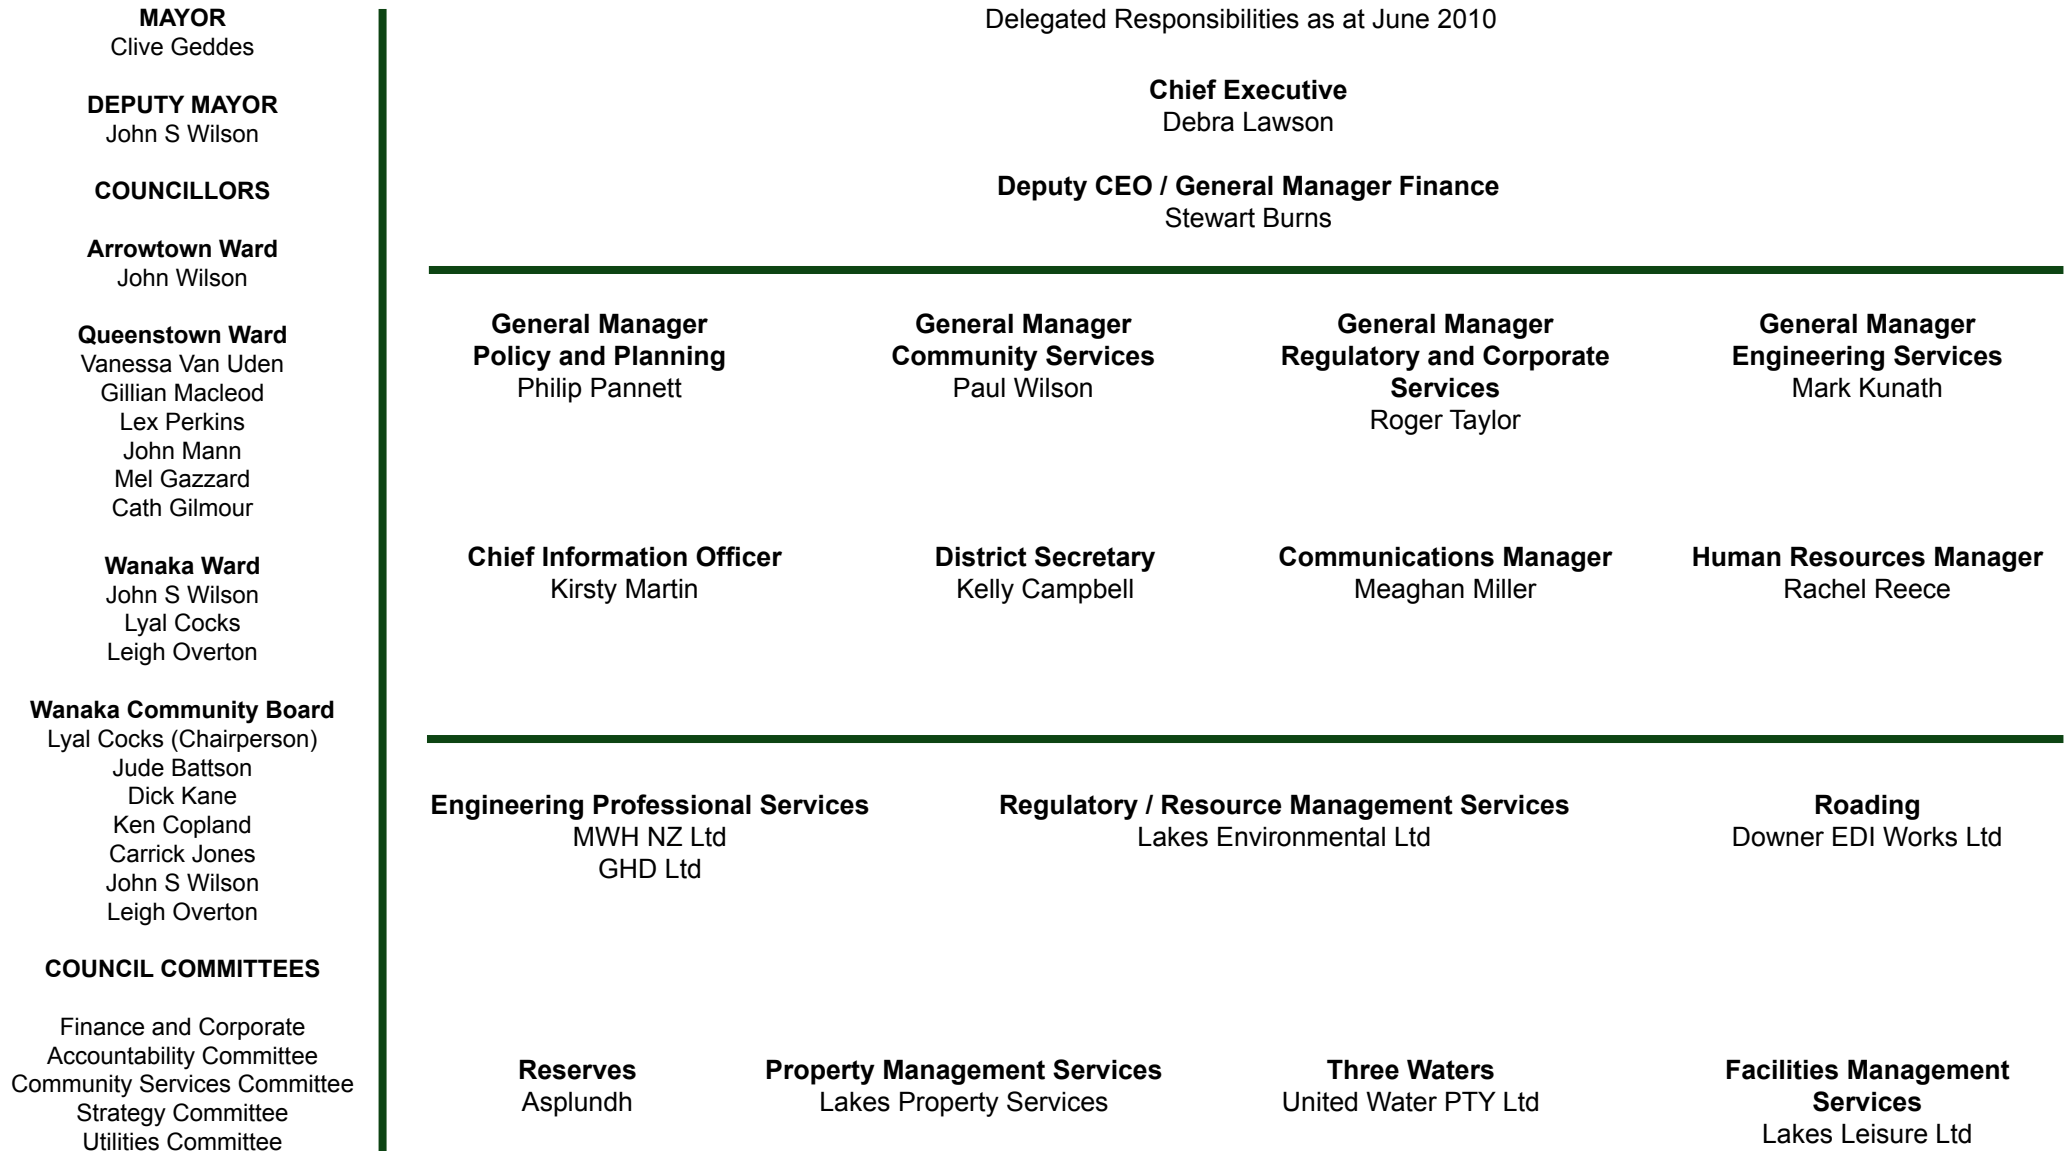 MAYOR
Clive Geddes
DEPUTY MAYOR
John S Wilson
COUNCILLORS
Arrowtown Ward
John Wilson
Queenstown Ward
Vanessa Van Uden
Gillian Macleod
Lex Perkins
John Mann
Mel Gazzard
Cath Gilmour
Wanaka Ward
John S Wilson
Lyal Cocks
Leigh Overton
Wanaka Community Board
Lyal Cocks (Chairperson)
Jude Battson
Dick Kane
Ken Copland
Carrick Jones
John S Wilson
Leigh Overton
COUNCIL COMMITTEES
Finance and Corporate
Accountability Committee
Community Services Committee
Strategy Committee
Utilities Committee
Delegated Responsibilities as at June 2010
Chief Executive
Debra Lawson
Deputy CEO / General Manager Finance
Stewart Burns
General Manager
Policy and Planning
Philip Pannett
General Manager
Community Services
Paul Wilson
General Manager
Regulatory and Corporate
Services
Roger Taylor
General Manager
Engineering Services
Mark Kunath
Chief Information Officer
Kirsty Martin
District Secretary
Kelly Campbell
Communications Manager
Meaghan Miller
Human Resources Manager
Rachel Reece
Engineering Professional Services
MWH NZ Ltd
GHD Ltd
Regulatory / Resource Management Services
Lakes Environmental Ltd
Roading
Downer EDI Works Ltd
Reserves
Asplundh
Property Management Services
Lakes Property Services
Three Waters
United Water PTY Ltd
Facilities Management
Services
Lakes Leisure Ltd